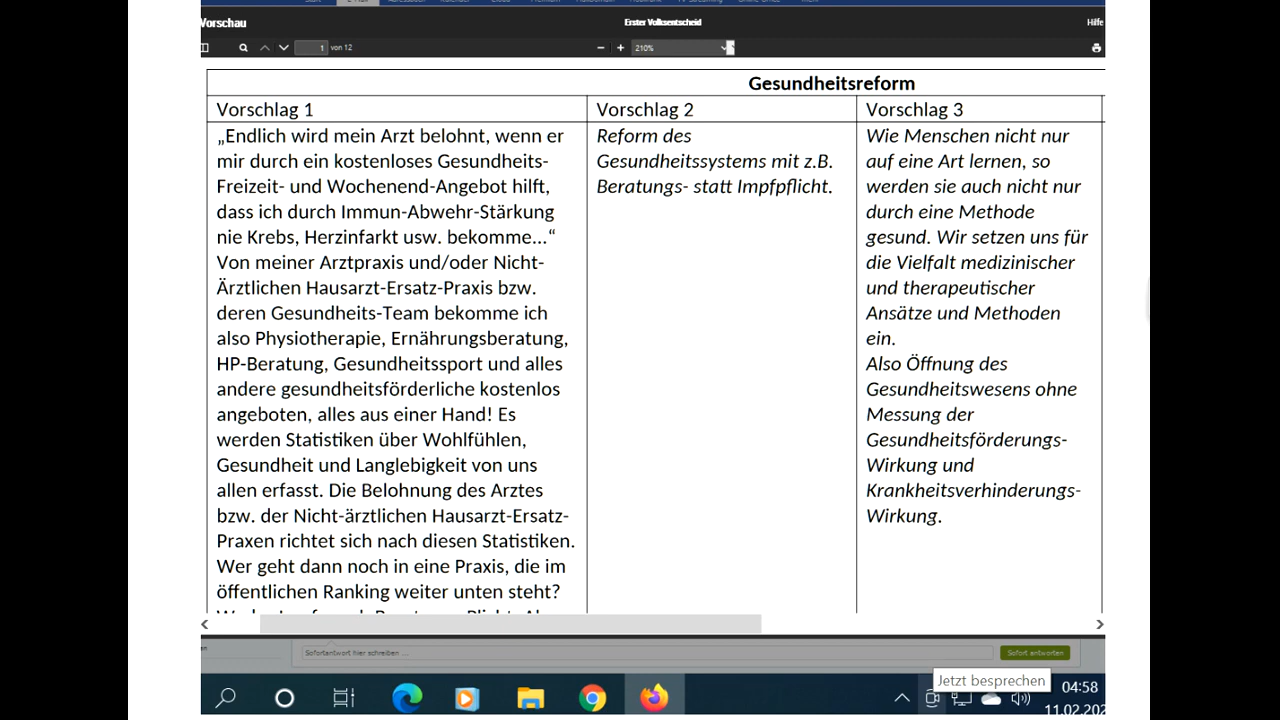 Vorschau
Erster Volksentscheid
Hilfe
1 von 12
210%
Gesundheitsreform
Vorschlag 1
„Endlich wird mein Arzt belohnt, wenn er
mir durch ein kostenloses Gesundheits-
Freizeit- und Wochenend-Angebot hilft,
dass ich durch Immun-Abwehr-Stärkung
nie Krebs, Herzinfarkt usw. bekomme...“
Von meiner Arztpraxis und/oder Nicht-
Ärztlichen Hausarzt-Ersatz-Praxis bzw.
deren Gesundheits-Team bekomme ich
also Physiotherapie, Ernährungsberatung,
HP-Beratung, Gesundheitssport und alles
andere gesundheitsförderliche kostenlos
angeboten, alles aus einer Hand! Es
werden Statistiken über Wohlfühlen,
Gesundheit und Langlebigkeit von uns
allen erfasst. Die Belohnung des Arztes
bzw. der Nicht-ärztlichen Hausarzt-Ersatz-
Praxen richtet sich nach diesen Statistiken.
Wer geht dann noch in eine Praxis, die im
öffentlichen Ranking weiter unten steht?
Vorschlag 2
Reform des
Gesundheitssystems mit z.B.
Beratungs- statt Impfpflicht.
Vorschlag 3
Wie Menschen nicht nur
auf eine Art lernen, so
werden sie auch nicht nur
durch eine Methode
gesund. Wir setzen uns für
die Vielfalt medizinischer
und therapeutischer
Ansätze und Methoden
ein.
Also Öffnung des
Gesundheitswesens ohne
Messung der
Gesundheitsförderungs-
Wirkung und
Krankheitsverhinderungs-
Wirkung.
Sofortantwort hier schreiben ...
Sofort antworten
Jetzt besprechen
04:58
11.02.202